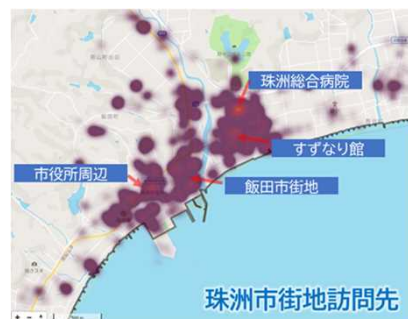 珠洲総合病院
すずなり館
市役所周辺
飯田市街地
珠洲市街地訪問先